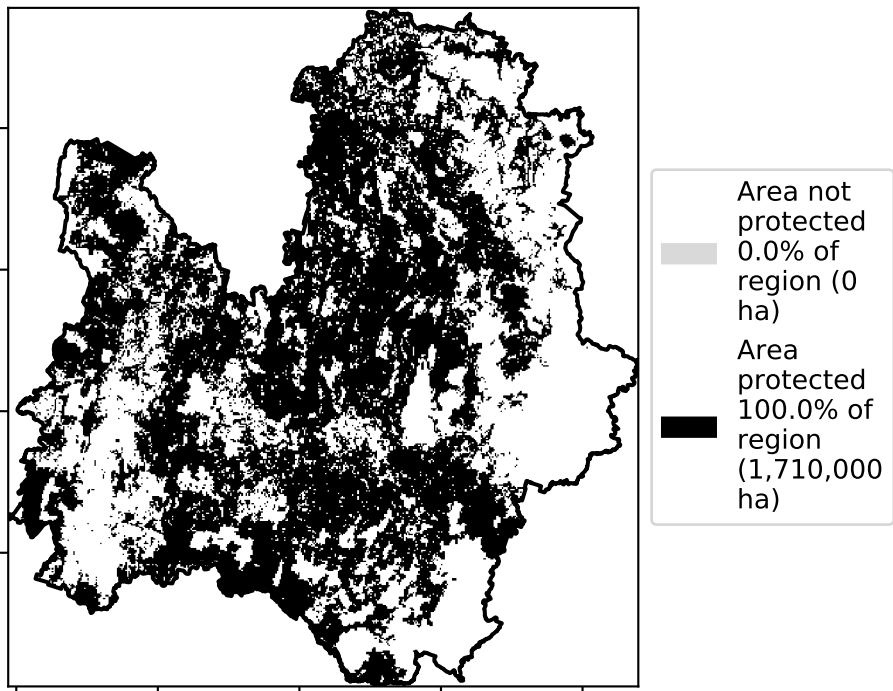 Area not
protected
0.0% of
region (0
ha)
Area
protected
100.0% of
region
(1,710,000
ha)